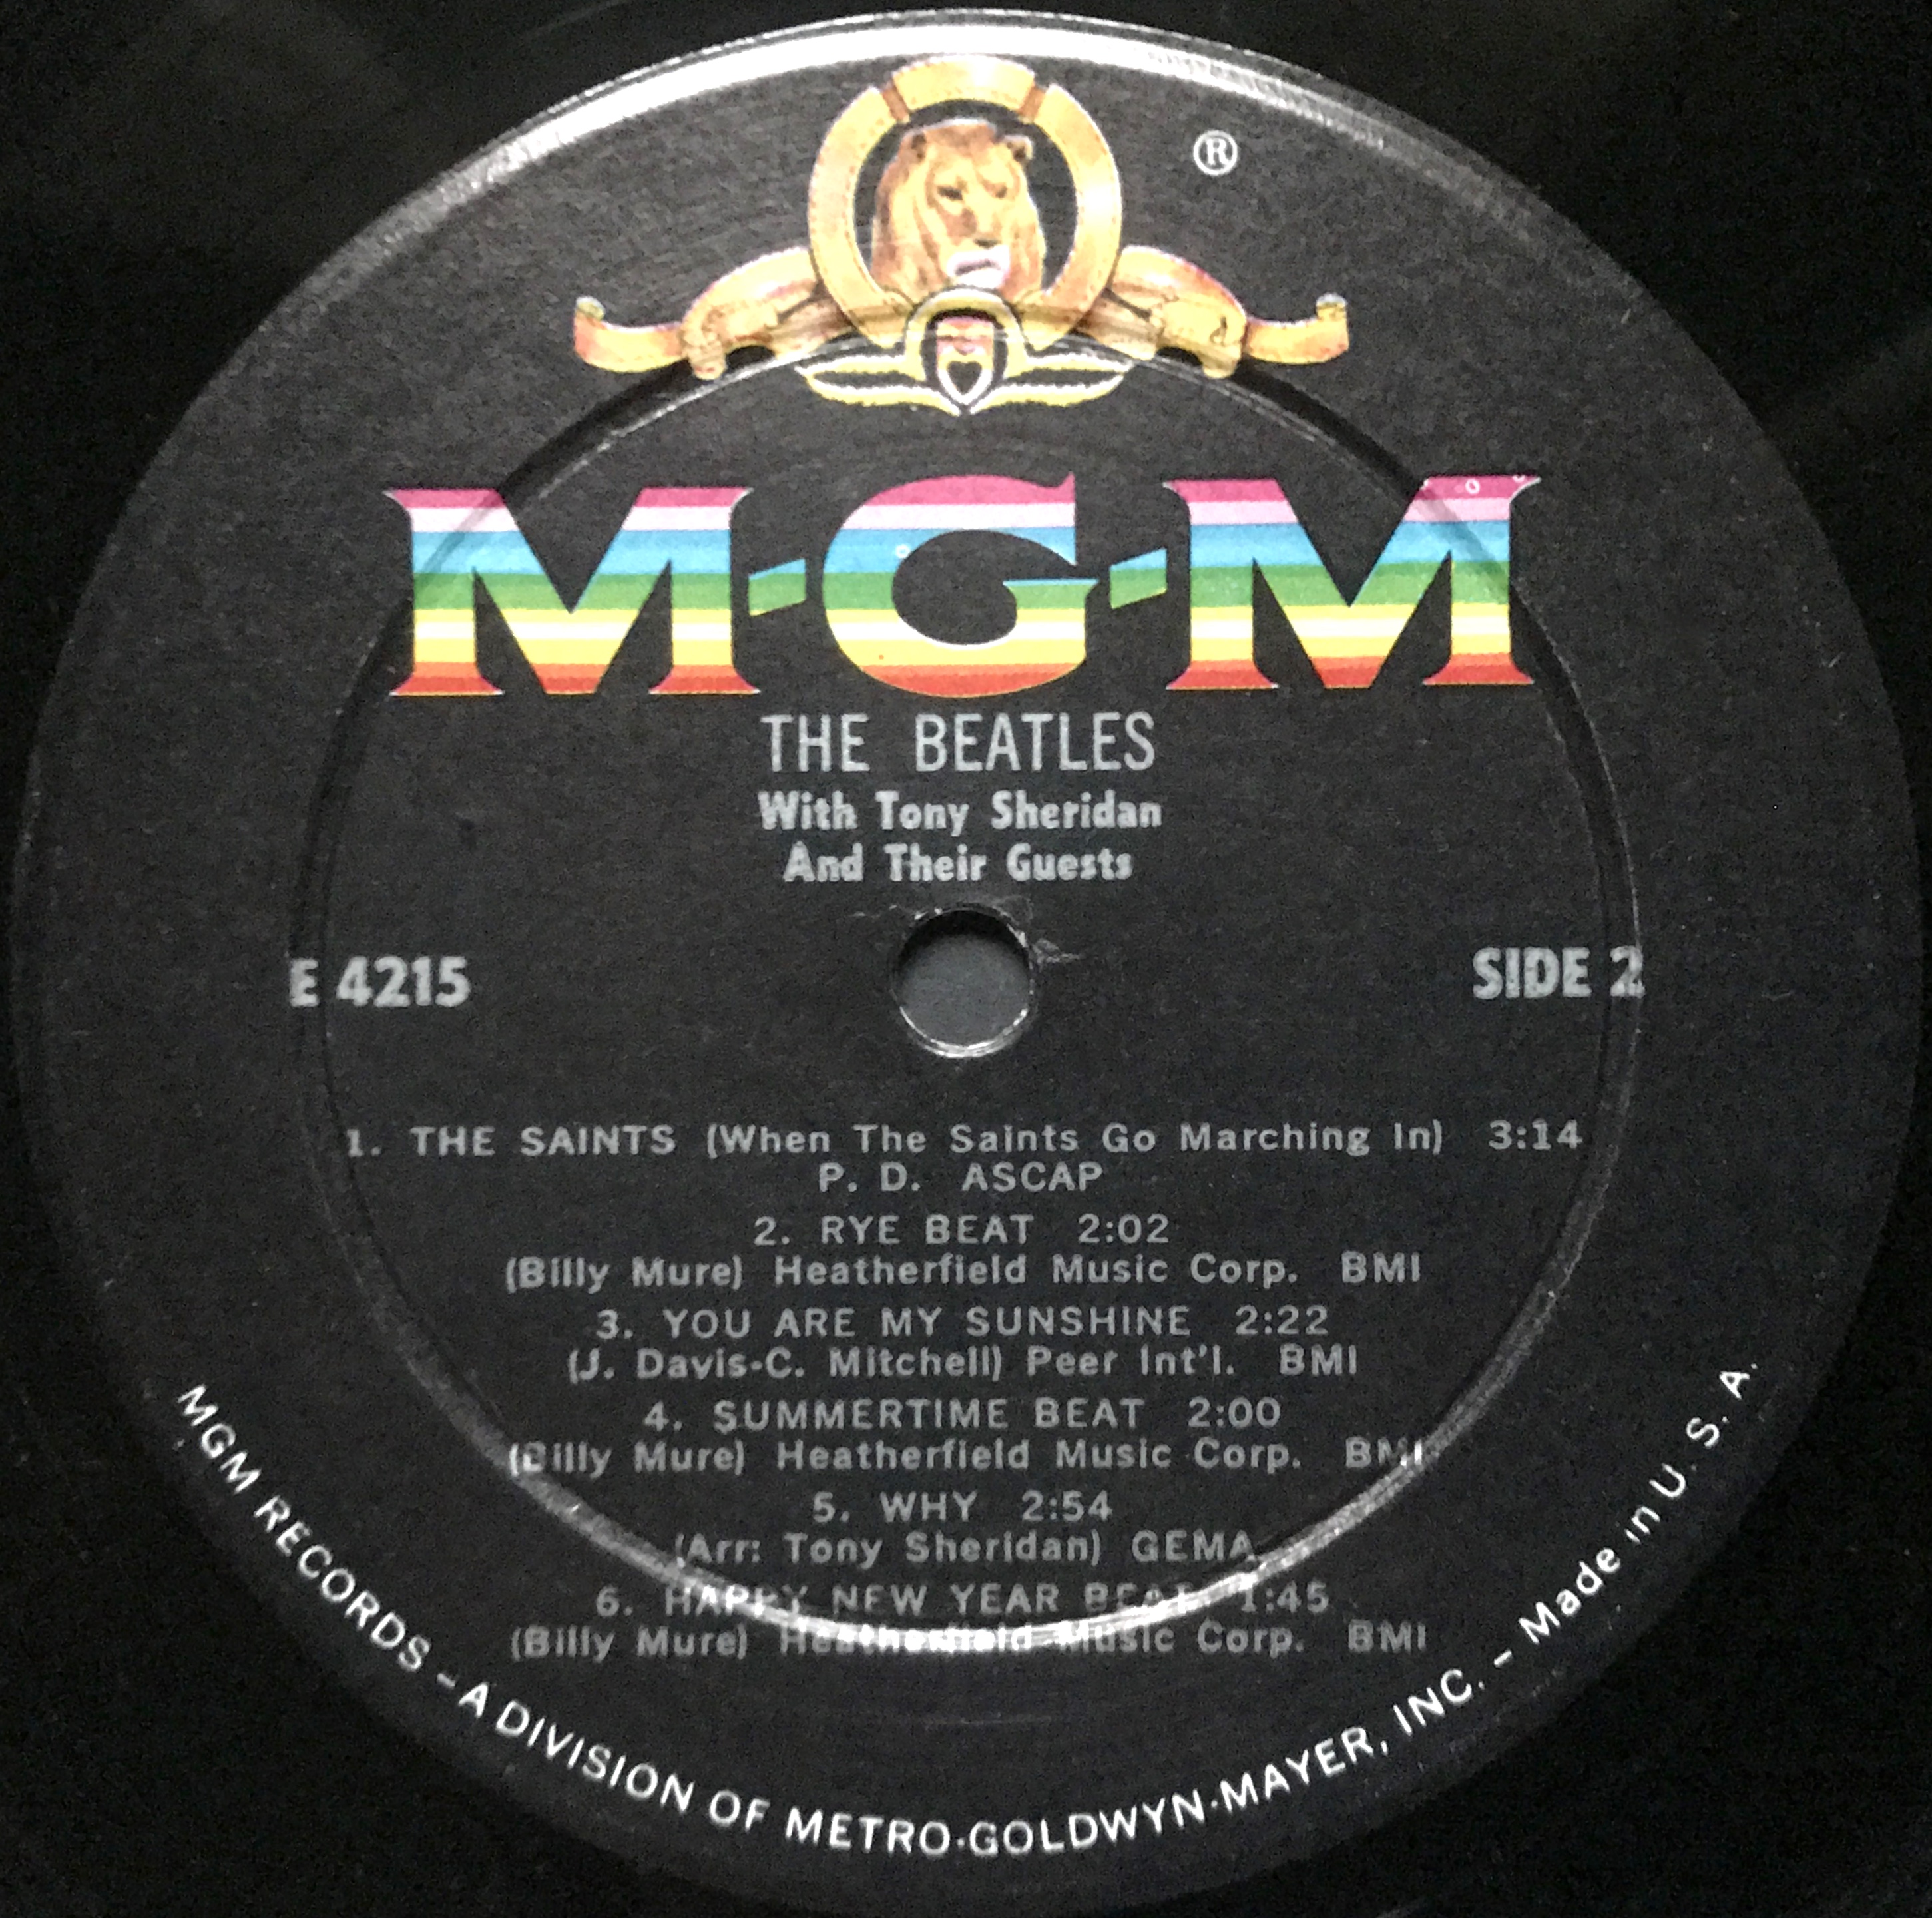 ®
M-G-M
THE BEATLES
With Tony Sheridan
And Their Guests
E 4215
SIDE 2
1. THE SAINTS (When The Saints Go Marching In) 3:14
P. D. ASCAP
2. RYE BEAT 2:02
(Billy Mure) Heatherfield Music Corp. BMI
3. YOU ARE MY SUNSHINE 2:22
(J. Davis-C. Mitchell) Peer Int'l. BMI
4. SUMMERTIME BEAT 2:00
(Billy Mure) Heatherfield Music Corp. BMI
5. WHY 2:54
(Arr: Tony Sheridan) GEMA
6. HAPPY NEW YEAR BEAT 1:45
(Billy Mure) Heatherfield Music Corp. BMI
MGM RECORDS – A DIVISION OF METRO-GOLDWYN-MAYER, INC. – Made in U. S. A.